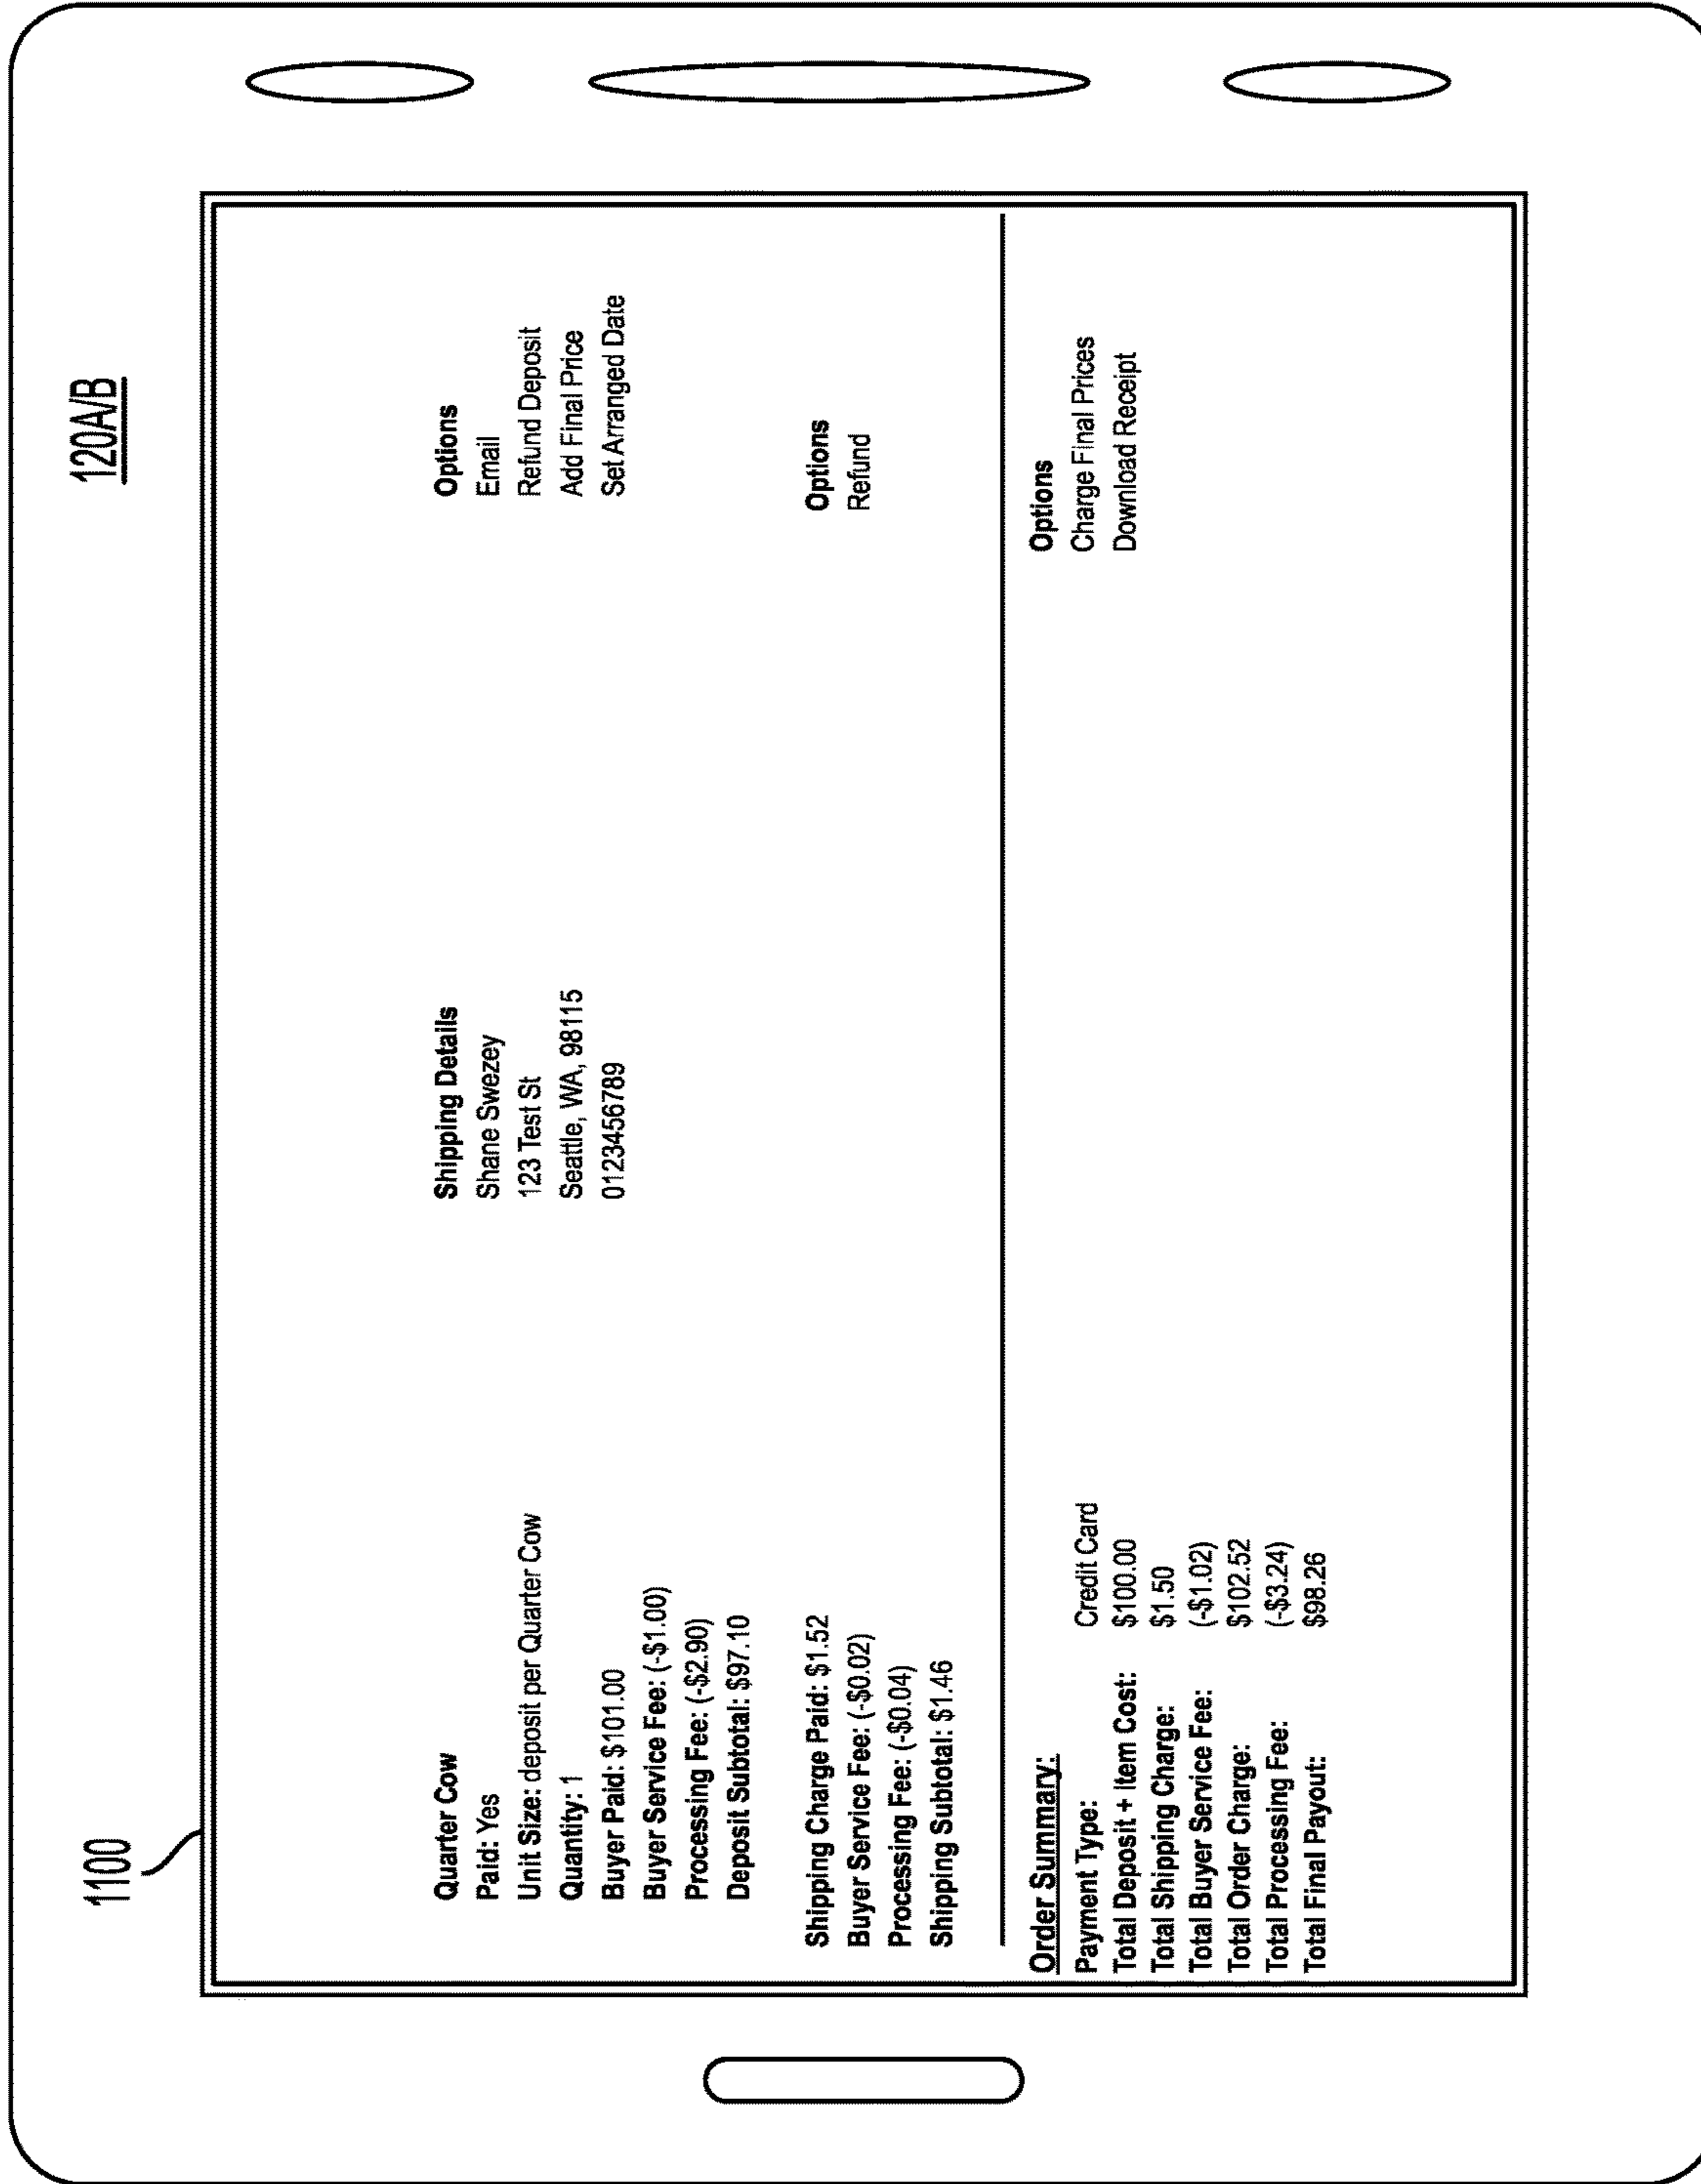 120A/B
1100
Quarter Cow
Paid: Yes
Unit Size: deposit per Quarter Cow
Quantity: 1
Buyer Paid: $101.00
Buyer Service Fee: (-$1.00)
Processing Fee: (-$2.90)
Deposit Subtotal: $97.10
Shipping Details
Shane Swezey
123 Test St
Seattle, WA, 98115
0123456789
Options
Email
Refund Deposit
Add Final Price
Set Arranged Date
Shipping Charge Paid: $1.52
Buyer Service Fee: (-$0.02)
Processing Fee: (-$0.04)
Shipping Subtotal: $1.46
Options
Refund
Order Summary:
Payment Type: Credit Card
Total Deposit + Item Cost: $100.00
Total Shipping Charge: $1.50
Total Buyer Service Fee: (-$1.02)
Total Order Charge: $102.52
Total Processing Fee: (-$3.24)
Total Final Payout: $98.26
Options
Charge Final Prices
Download Receipt